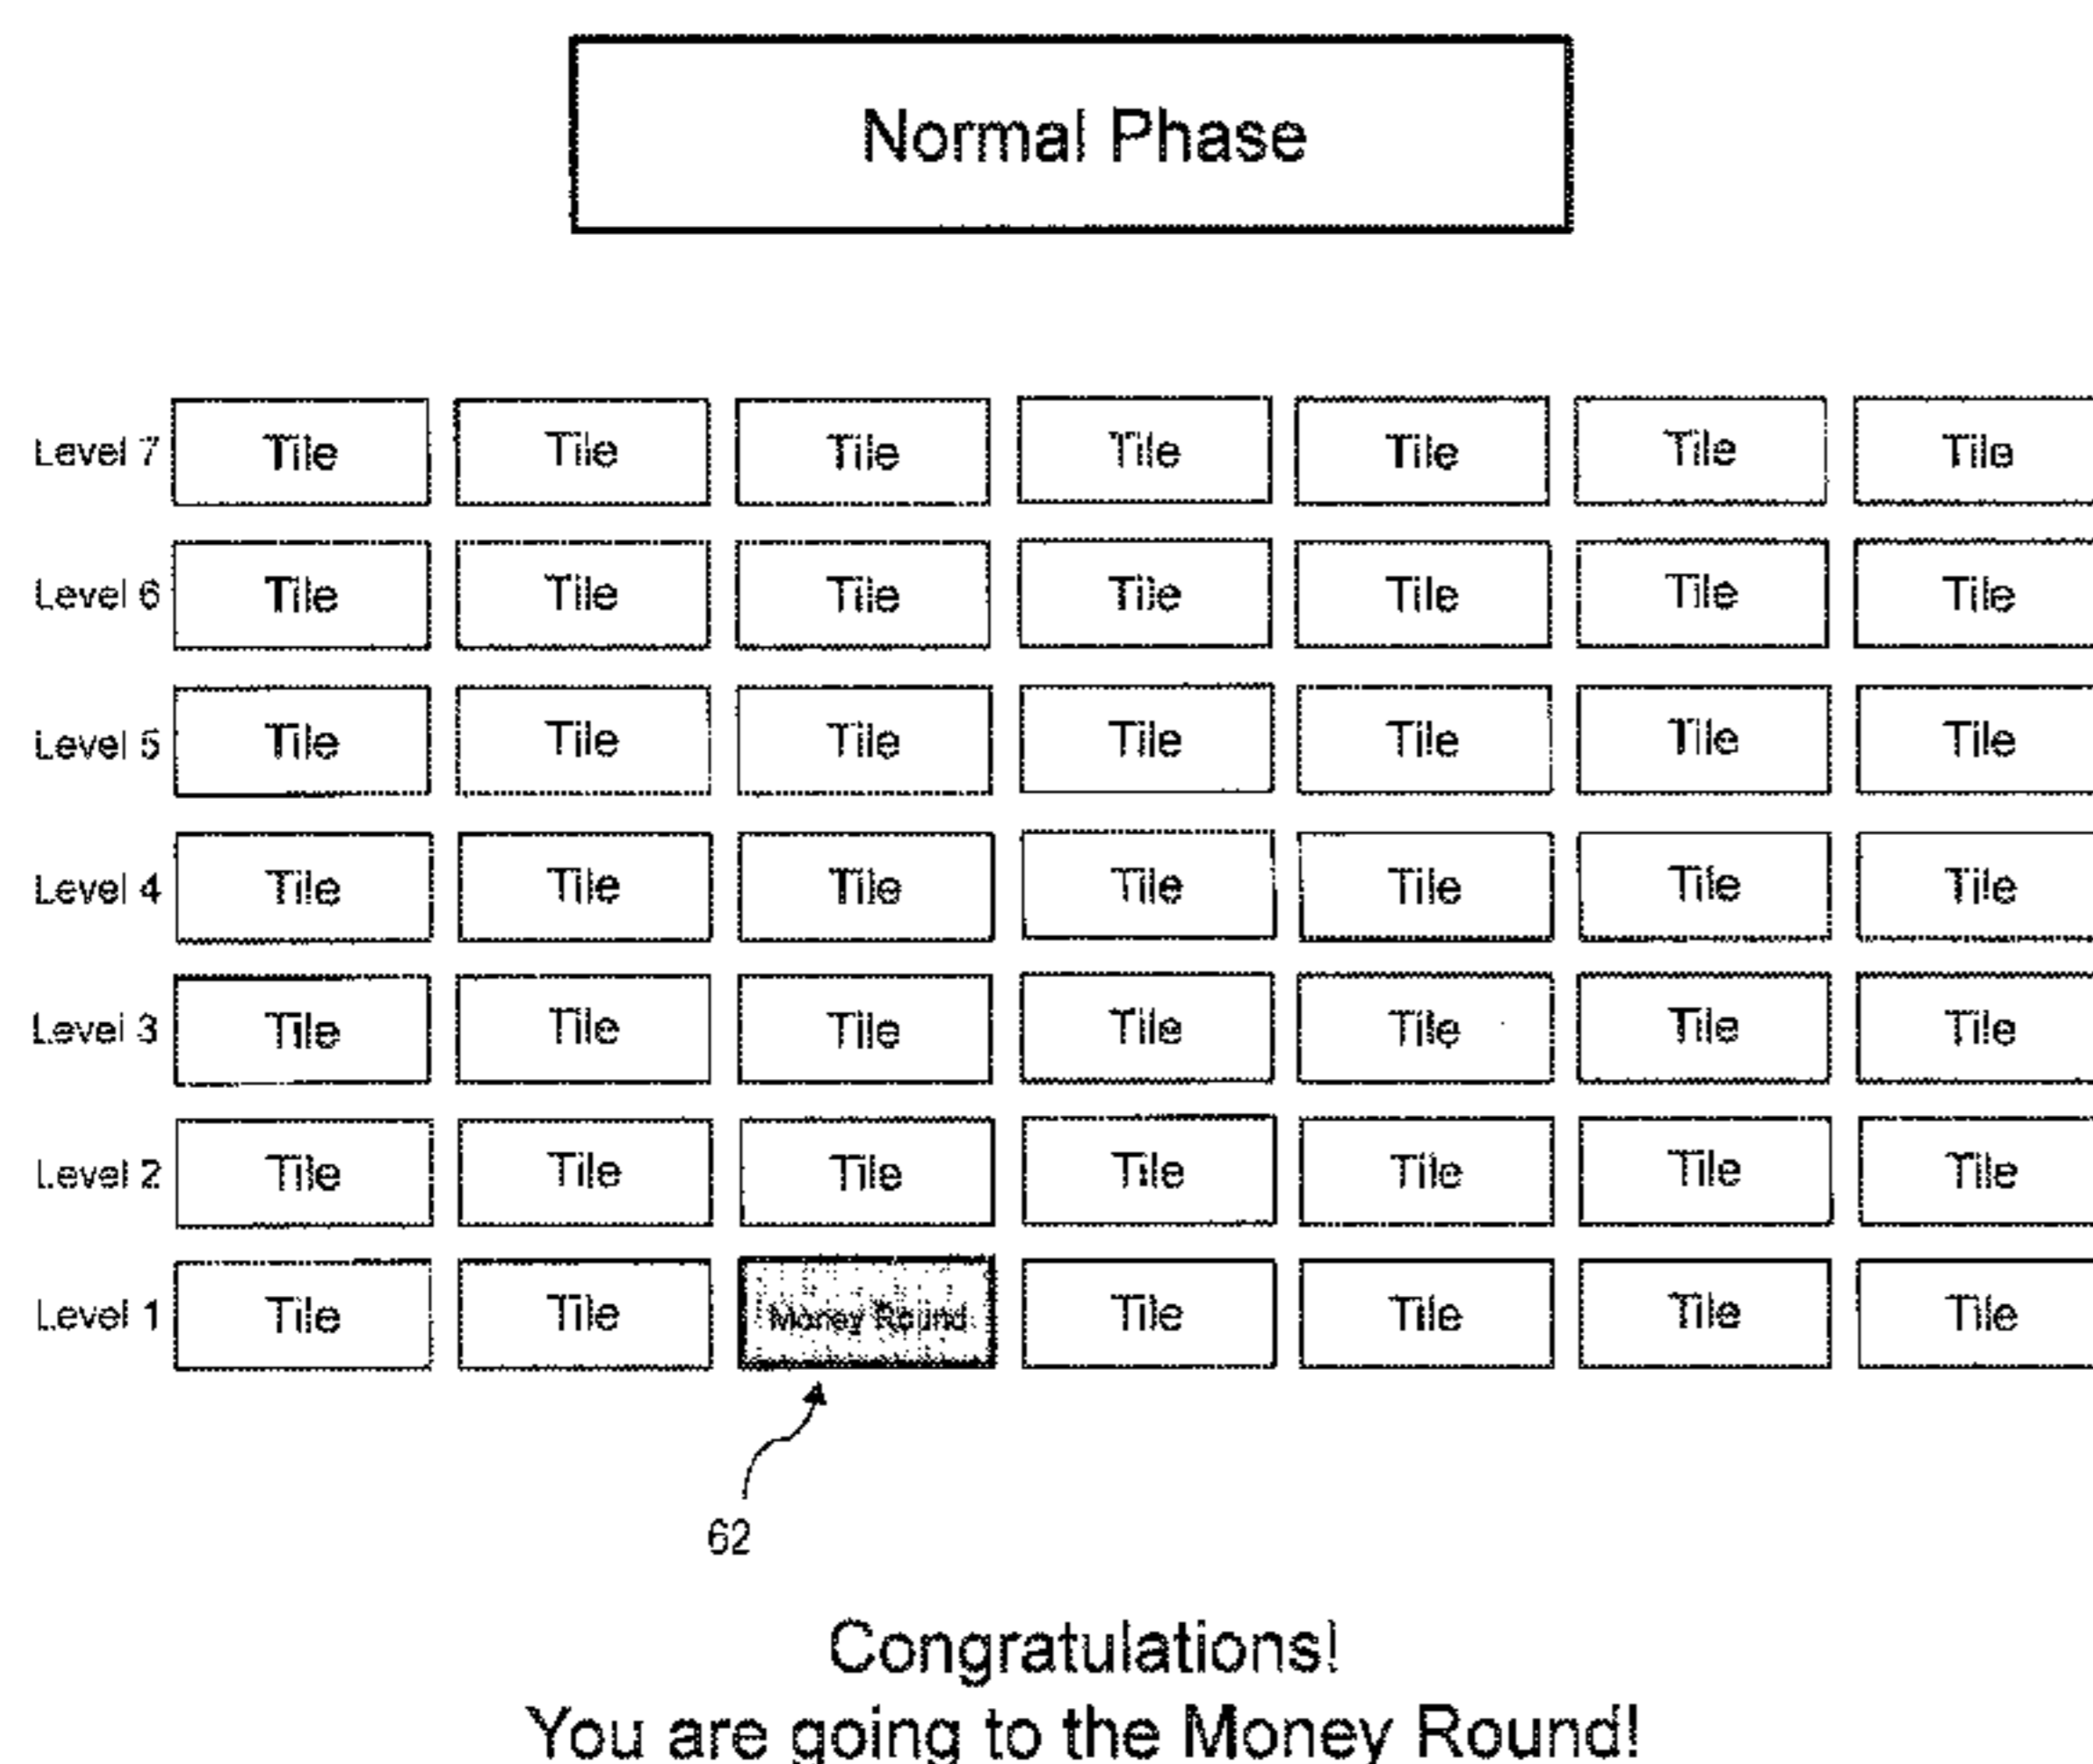 Normal Phase
Level 7 Tile Tile Tile Tile Tile Tile Tile
Level 6 Tile Tile Tile Tile Tile Tile Tile
Level 5 Tile Tile Tile Tile Tile Tile Tile
Level 4 Tile Tile Tile Tile Tile Tile Tile
Level 3 Tile Tile Tile Tile Tile Tile Tile
Level 2 Tile Tile Tile Tile Tile Tile Tile
Level 1 Tile Tile Money Round Tile Tile Tile Tile
62
Congratulations!
You are going to the Money Round!